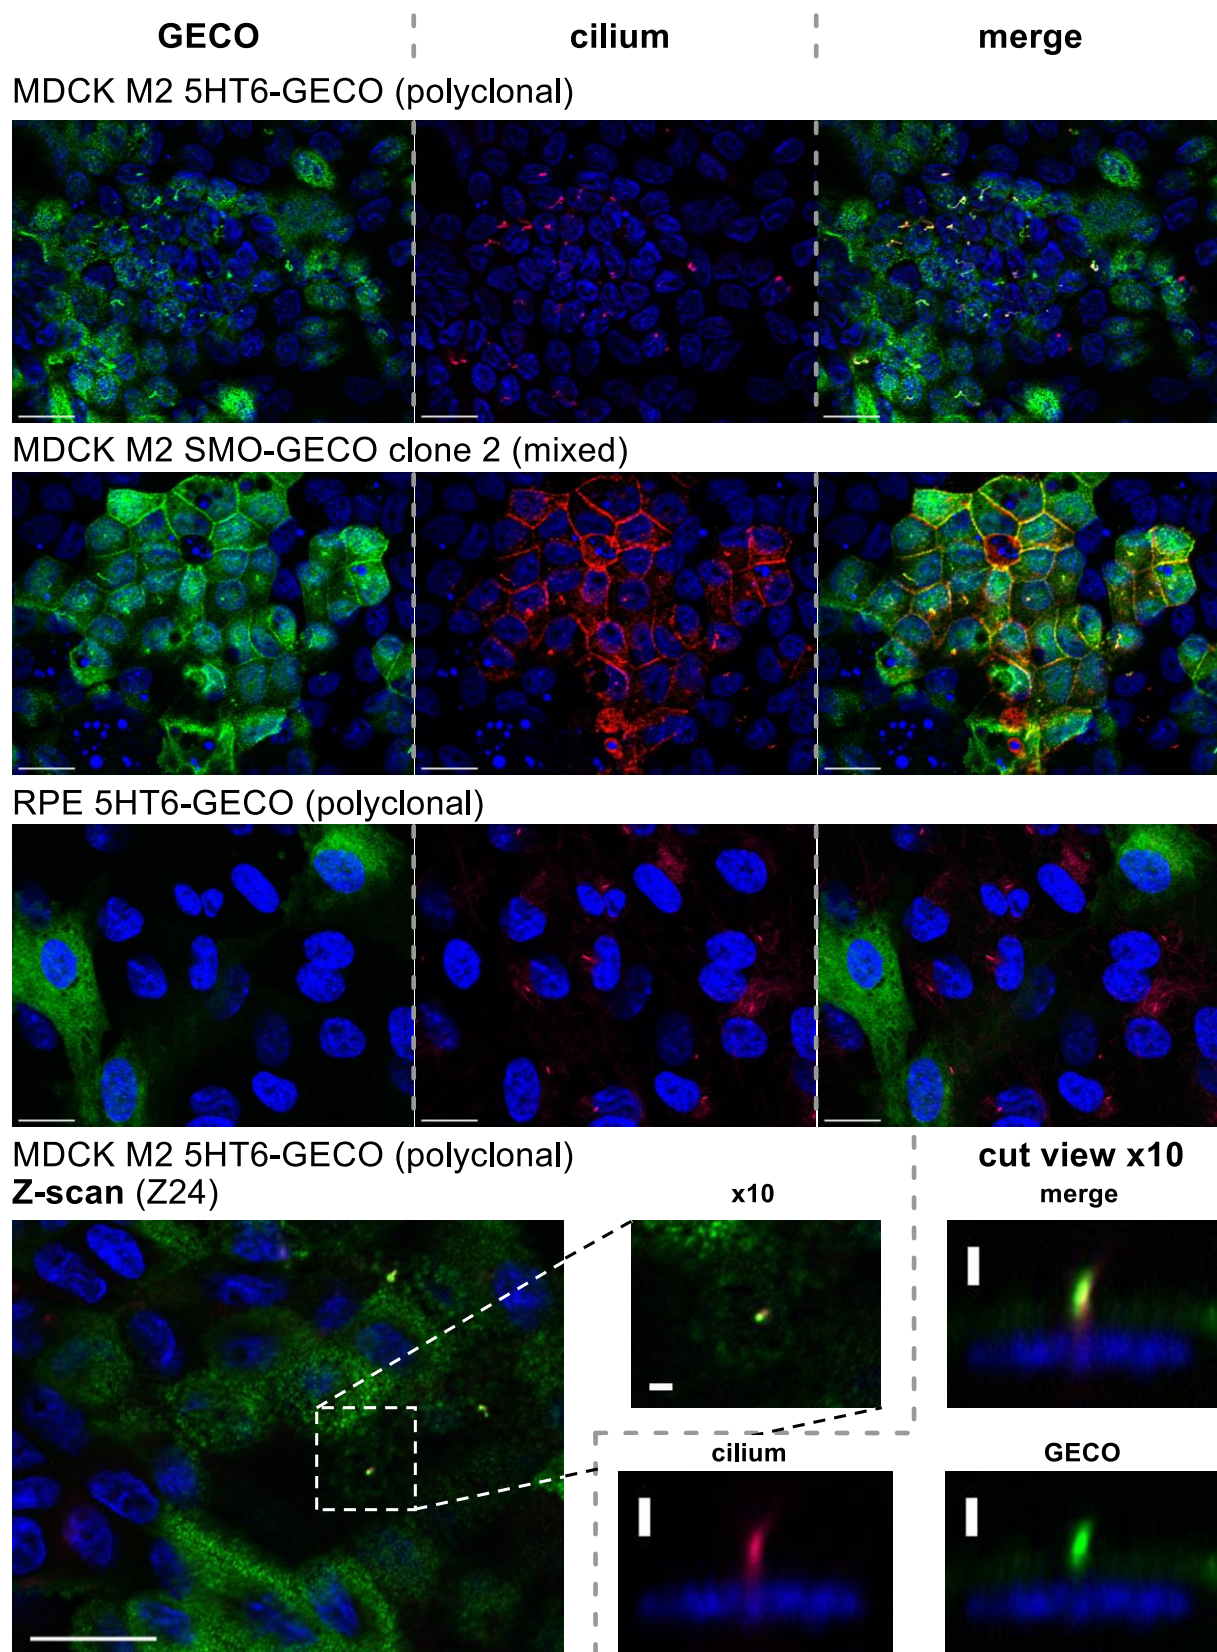 GECO cilium merge
MDCK M2 5HT6-GECO (polyclonal)
MDCK M2 SMO-GECO clone 2 (mixed)
RPE 5HT6-GECO (polyclonal)
MDCK M2 5HT6-GECO (polyclonal)
Z-scan (Z24)
x10
cut view x10
merge
cilium
GECO